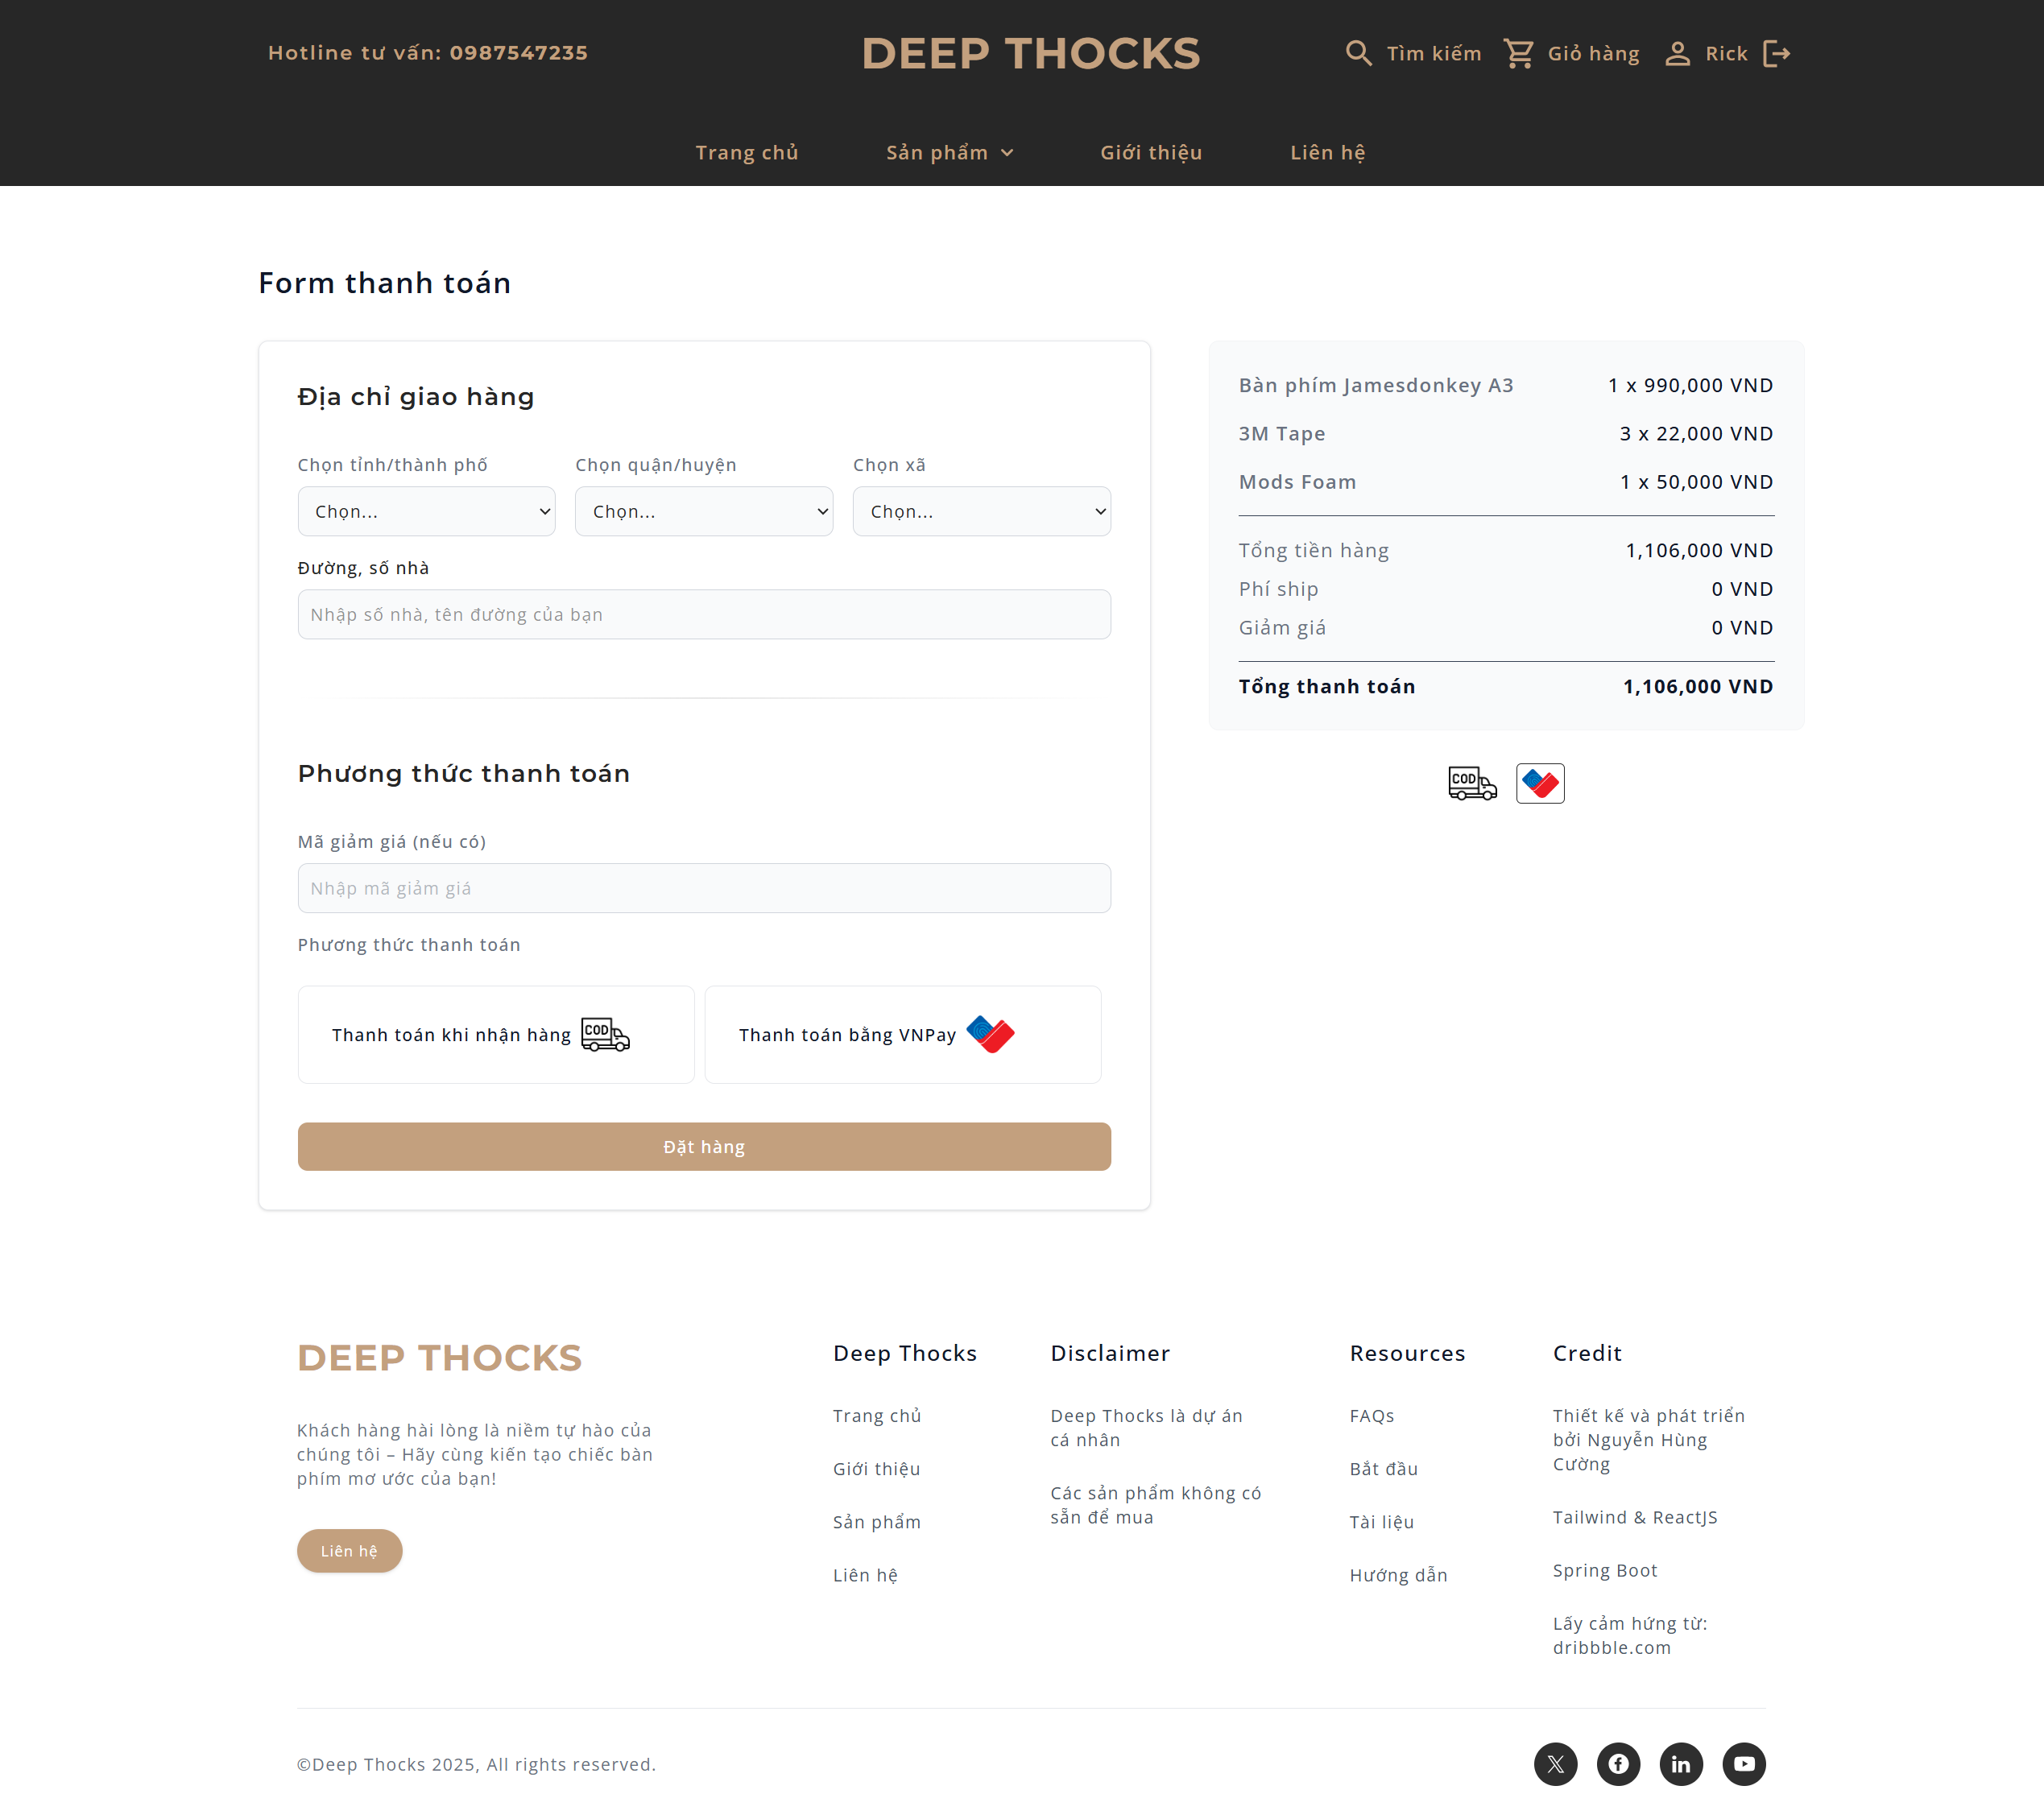 Hotline tư vấn: 0987547235
DEEP THOCKS
Tìm kiếm
Giỏ hàng
Rick
Trang chủ
Sản phẩm
Giới thiệu
Liên hệ
Form thanh toán
Địa chỉ giao hàng
Chọn tỉnh/thành phố
Chọn quận/huyện
Chọn xã
Chọn...
Chọn...
Chọn...
Đường, số nhà
Nhập số nhà, tên đường của bạn
Phương thức thanh toán
Mã giảm giá (nếu có)
Nhập mã giảm giá
Phương thức thanh toán
Thanh toán khi nhận hàng
COD
Thanh toán bằng VNPay
Đặt hàng
Bàn phím Jamesdonkey A3 1 x 990,000 VND
3M Tape 3 x 22,000 VND
Mods Foam 1 x 50,000 VND
Tổng tiền hàng 1,106,000 VND
Phí ship 0 VND
Giảm giá 0 VND
Tổng thanh toán 1,106,000 VND
COD
DEEP THOCKS
Khách hàng hài lòng là niềm tự hào của
chúng tôi – Hãy cùng kiến tạo chiếc bàn
phím mơ ước của bạn!
Liên hệ
Deep Thocks
Trang chủ
Giới thiệu
Sản phẩm
Liên hệ
Disclaimer
Deep Thocks là dự án
cá nhân
Các sản phẩm không có
sẵn để mua
Resources
FAQs
Bắt đầu
Tài liệu
Hướng dẫn
Credit
Thiết kế và phát triển
bởi Nguyễn Hùng
Cường
Tailwind & ReactJS
Spring Boot
Lấy cảm hứng từ:
dribbble.com
©Deep Thocks 2025, All rights reserved.